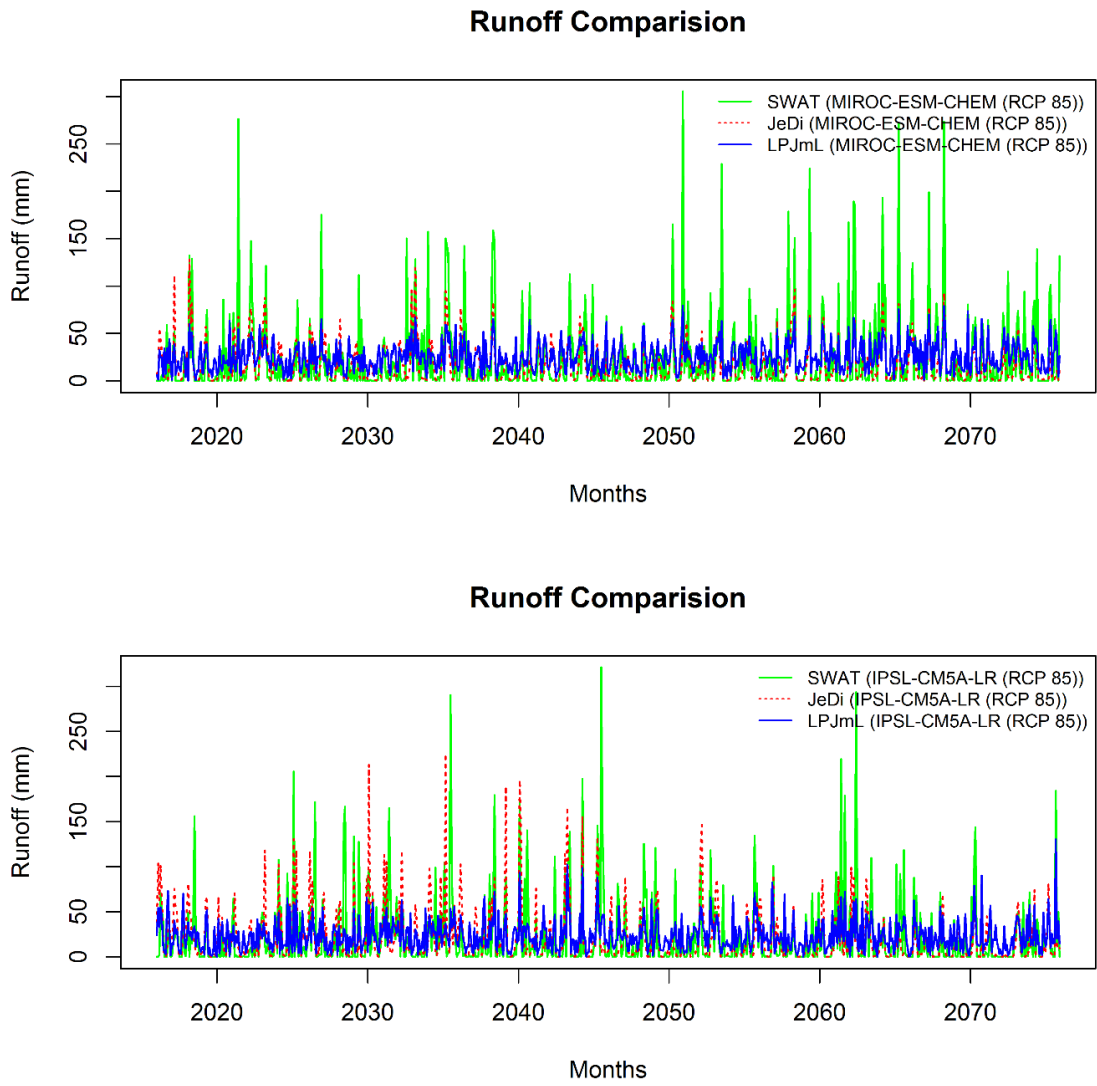 Runoff Comparision
SWAT (MIROC-ESM-CHEM (RCP 85))
JeDi (MIROC-ESM-CHEM (RCP 85))
LPJmL (MIROC-ESM-CHEM (RCP 85))
Runoff (mm)
250
150
50
0
2020 2030 2040 2050 2060 2070
Months
Runoff Comparision
SWAT (IPSL-CM5A-LR (RCP 85))
JeDi (IPSL-CM5A-LR (RCP 85))
LPJmL (IPSL-CM5A-LR (RCP 85))
Runoff (mm)
250
150
50
0
2020 2030 2040 2050 2060 2070
Months